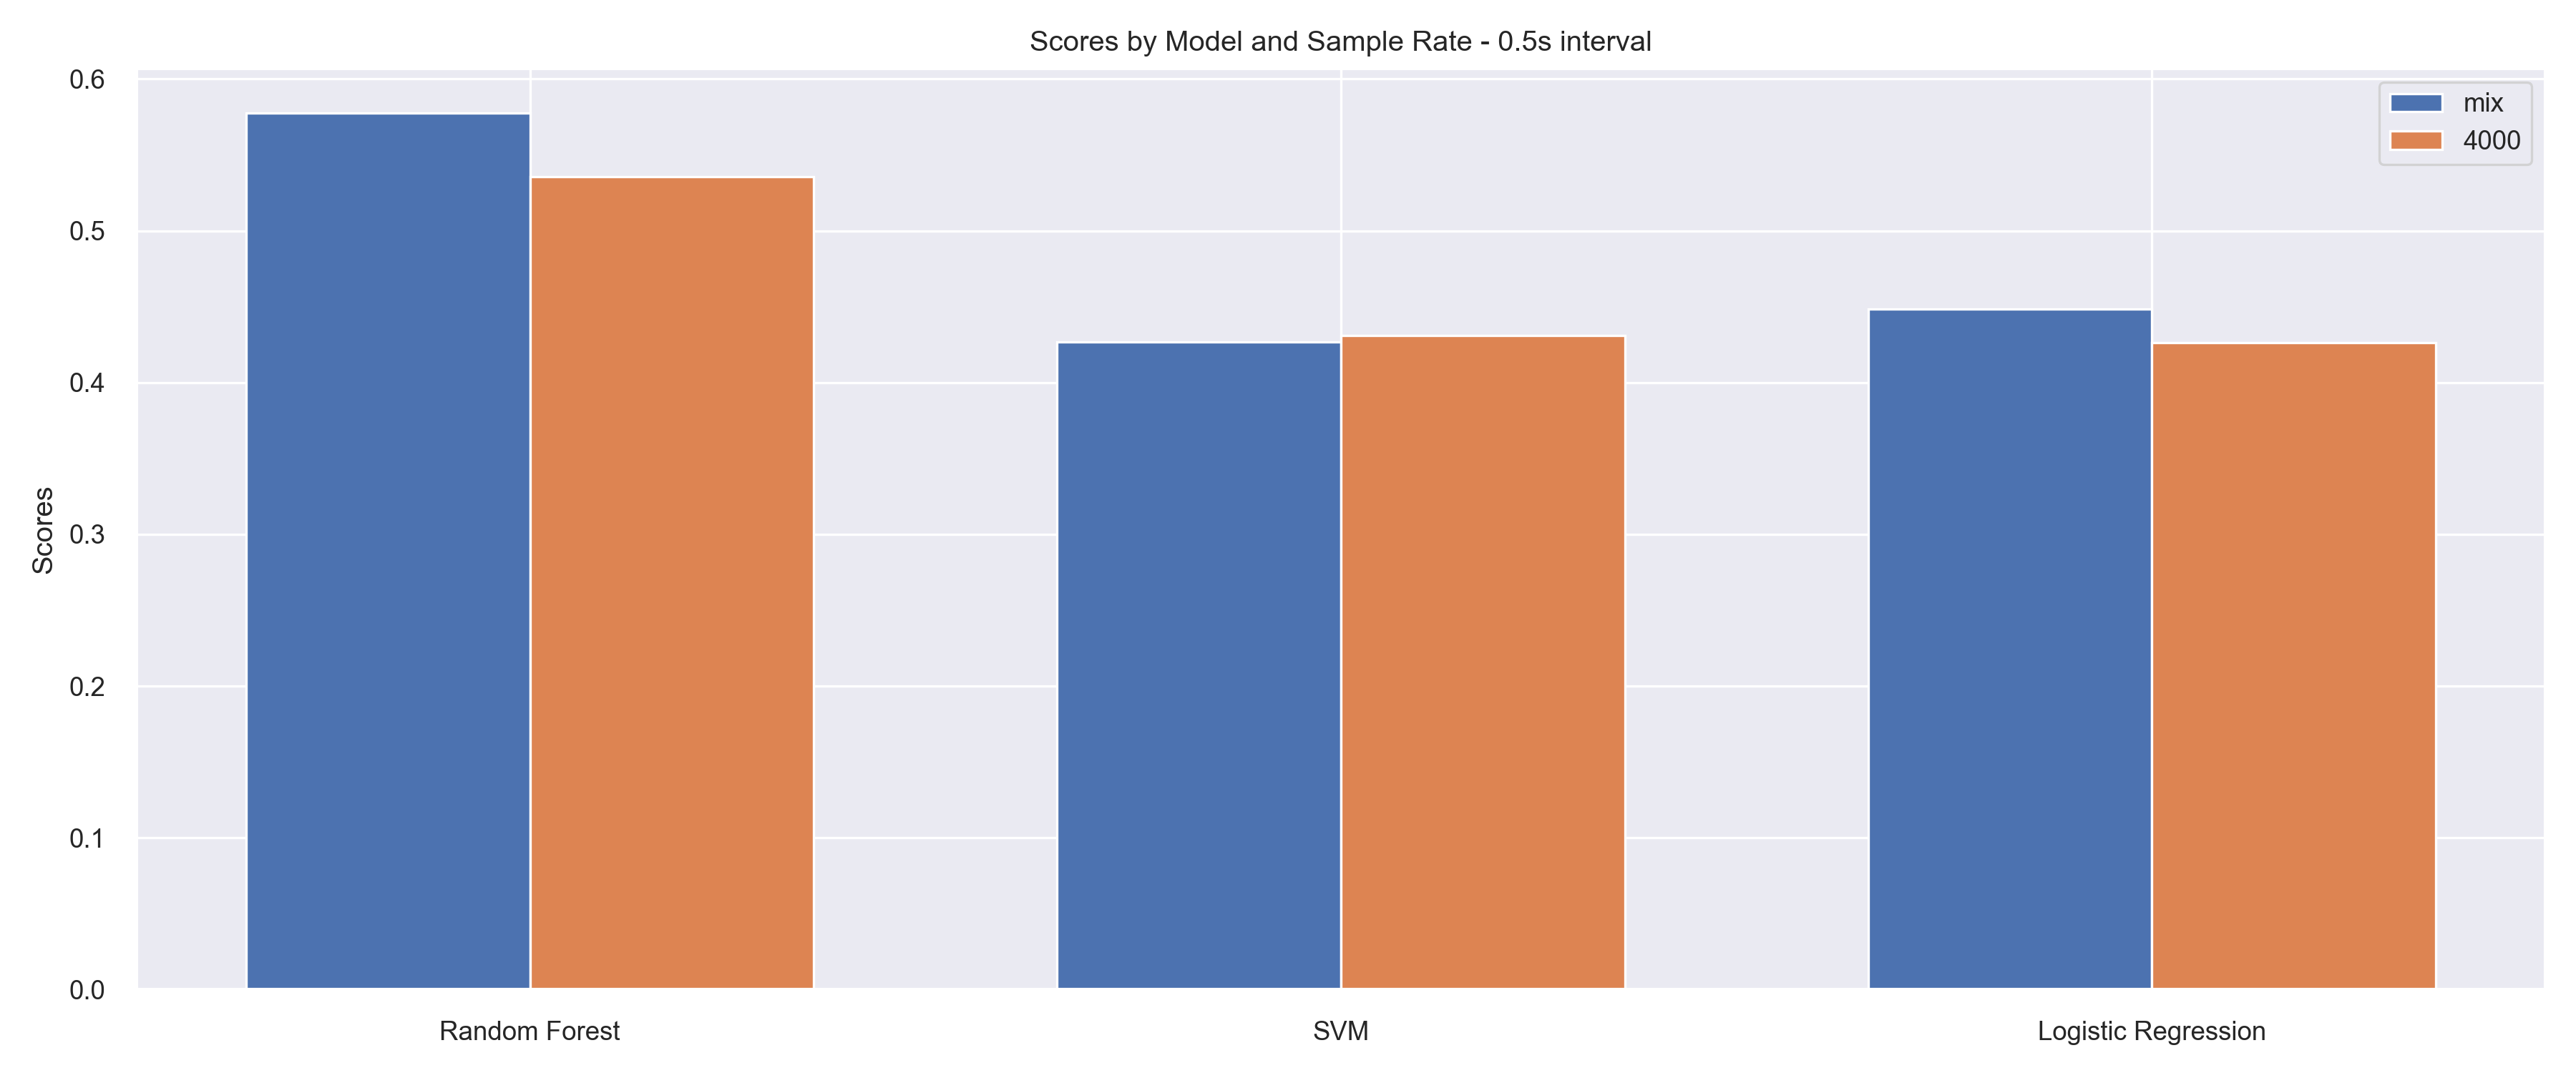 Scores by Model and Sample Rate - 0.5s interval
mix
4000
Scores
0.6
0.5
0.4
0.3
0.2
0.1
0.0
Random Forest
SVM
Logistic Regression